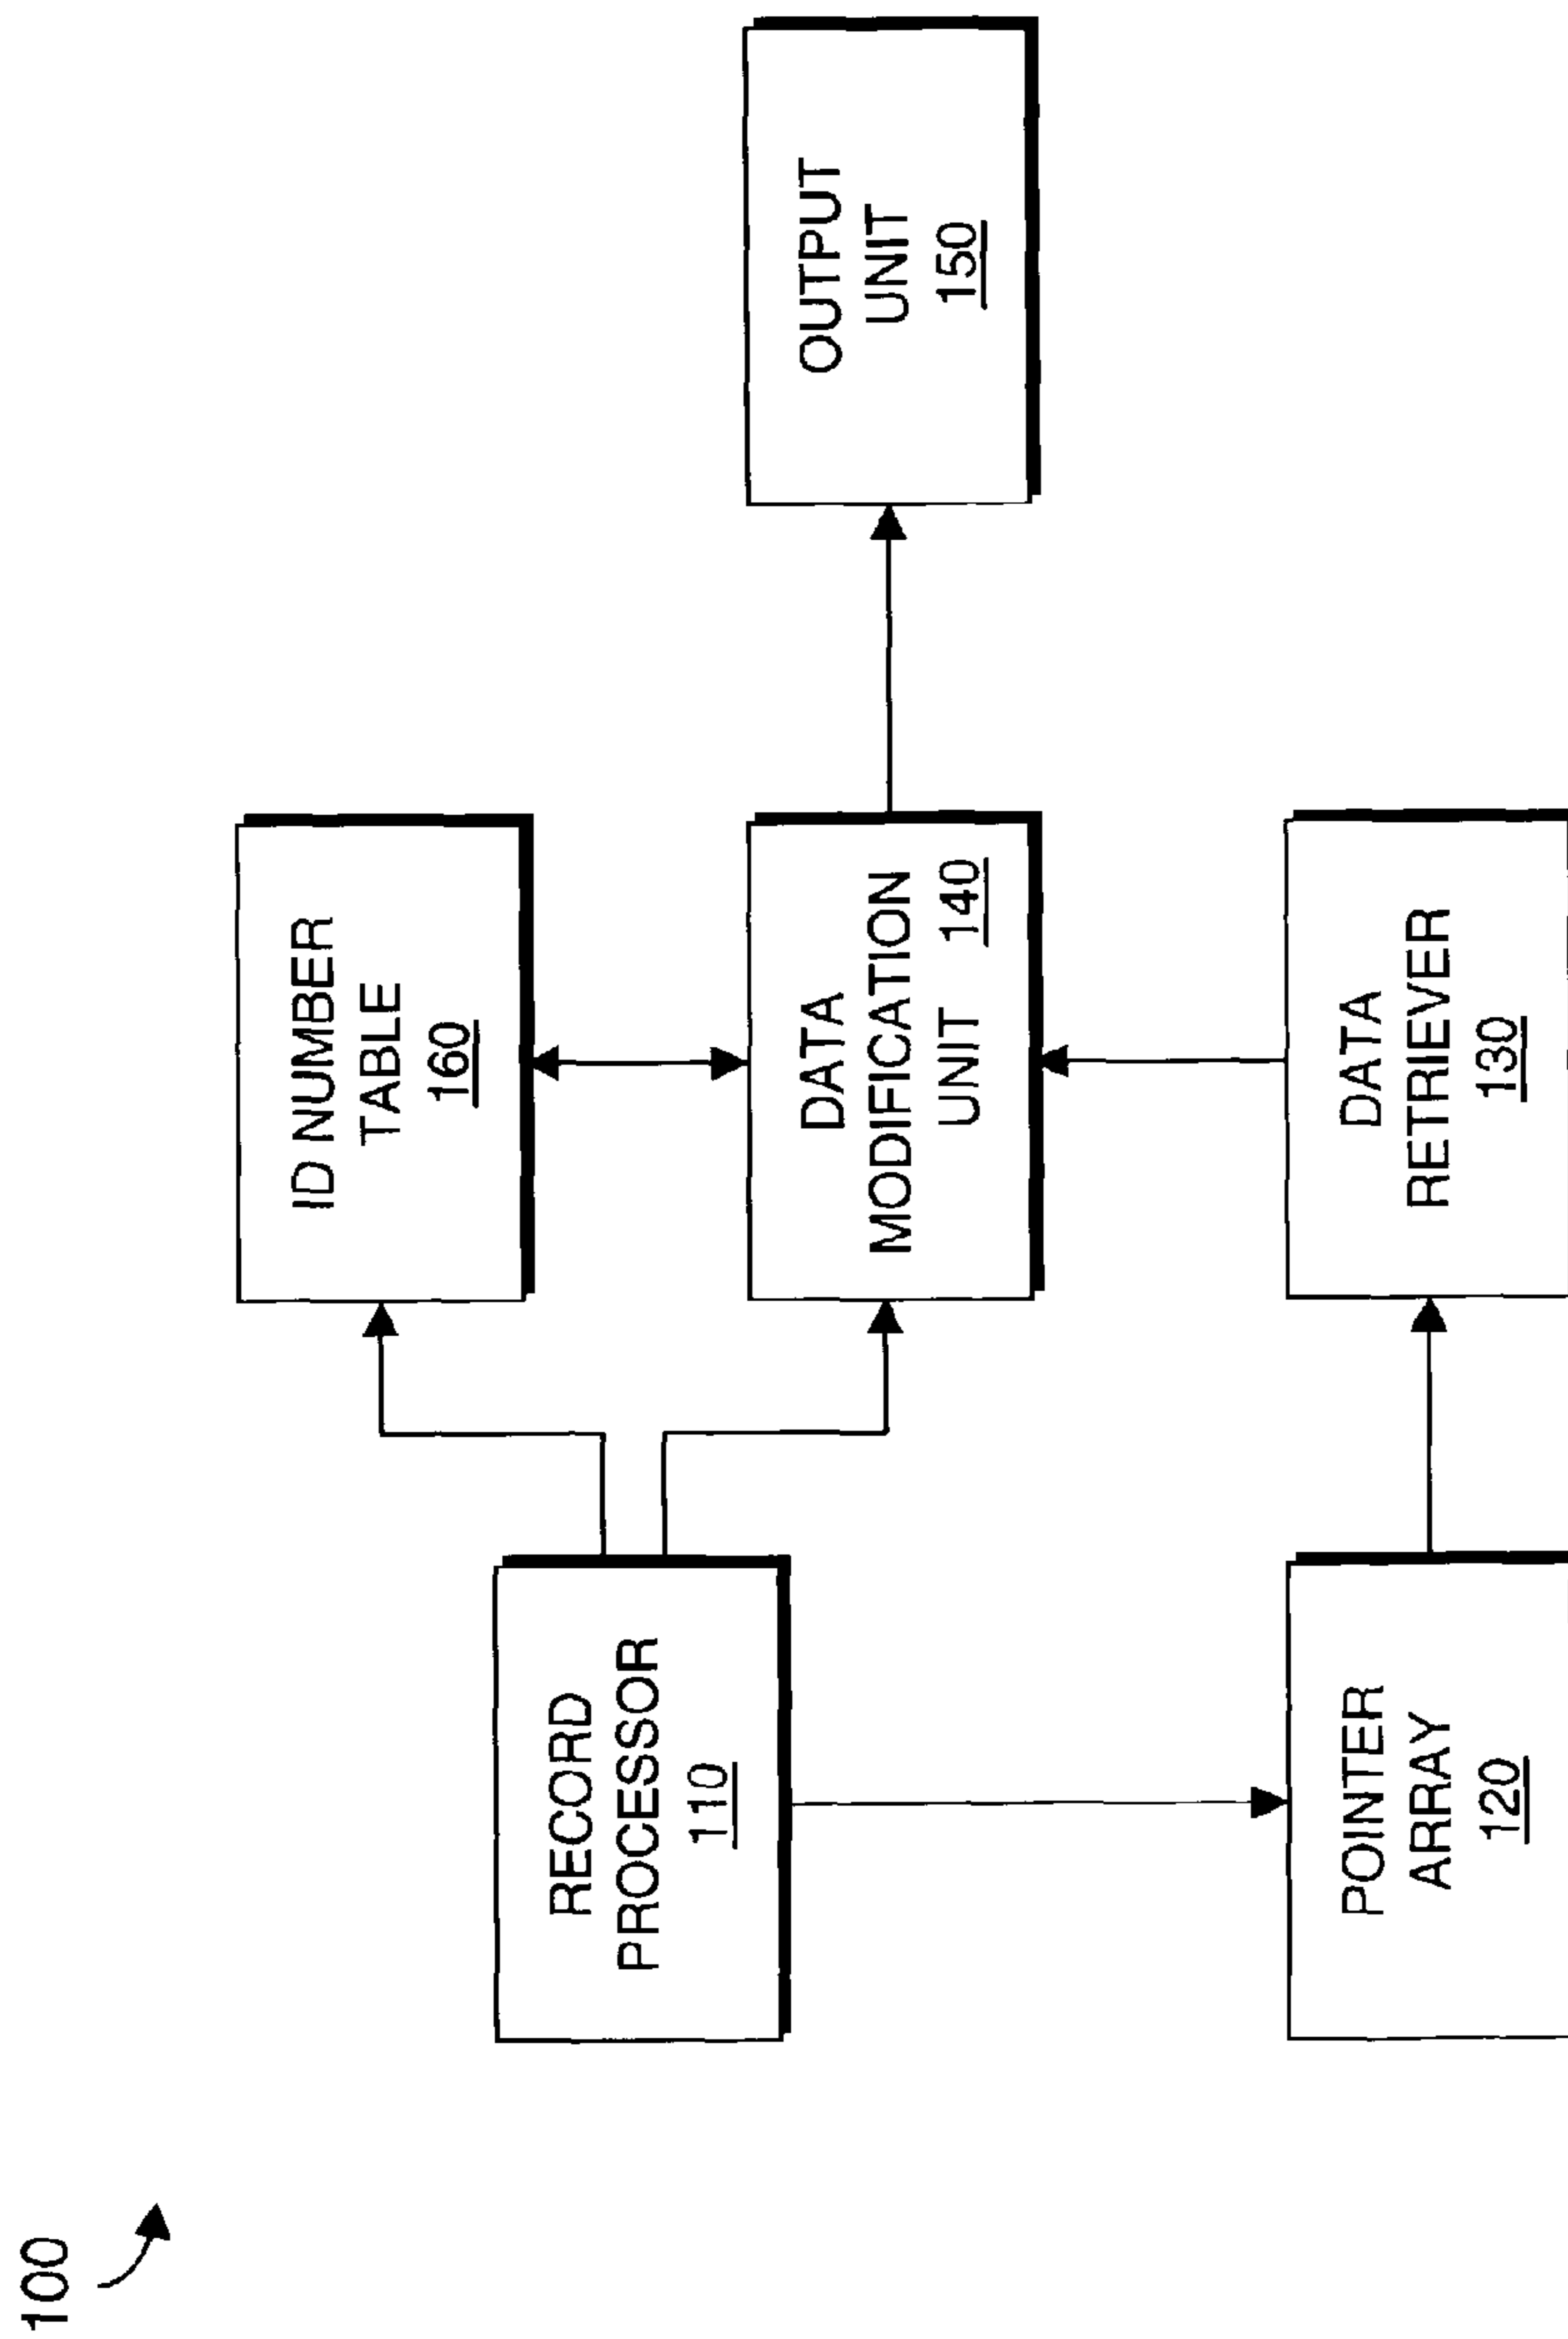 100
ID NUMBER
TABLE
160
RECORD
PROCESSOR
110
DATA
MODIFICATION
UNIT 140
OUTPUT
UNIT
150
POINTER
ARRAY
120
DATA
RETRIEVER
130